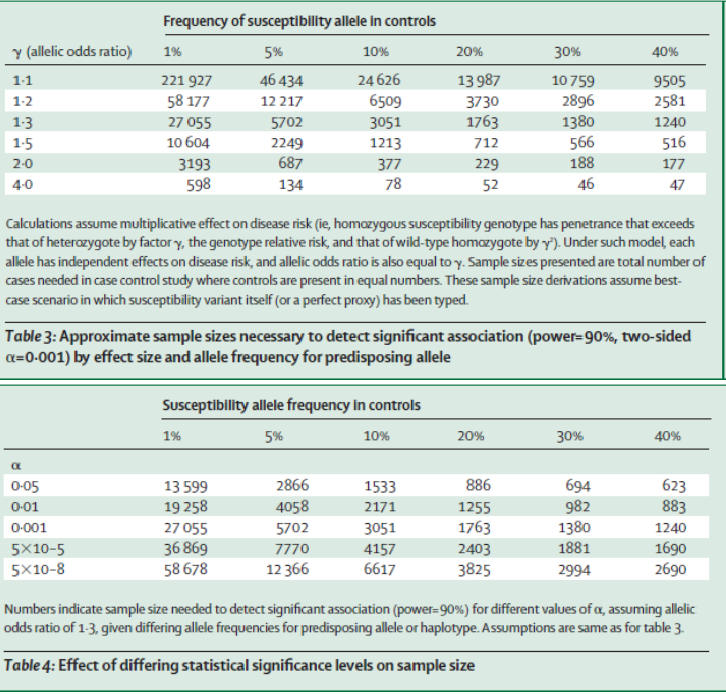 Frequency of susceptibility allele in controls
γ (allelic odds ratio) 1% 5% 10% 20% 30% 40%
1·1 221 927 46 434 24 626 13 987 10 759 9505
1·2 58 177 12 217 6509 3730 2896 2581
1·3 27 055 5702 3051 1763 1380 1240
1·5 10 604 2249 1213 712 566 516
2·0 3193 687 377 229 188 177
4·0 598 134 78 52 46 47
Calculations assume multiplicative effect on disease risk (ie, homozygous susceptibility genotype has penetrance that exceeds
that of heterozygote by factor γ, the genotype relative risk, and that of wild-type homozygote by γ²). Under such model, each
allele has independent effects on disease risk, and allelic odds ratio is also equal to γ. Sample sizes presented are total number of
cases needed in case control study where controls are present in equal numbers. These sample size derivations assume best-
case scenario in which susceptibility variant itself (or a perfect proxy) has been typed.
Table 3: Approximate sample sizes necessary to detect significant association (power=90%, two-sided
α=0·001) by effect size and allele frequency for predisposing allele
Susceptibility allele frequency in controls
1% 5% 10% 20% 30% 40%
α
0·05 13 599 2866 1533 886 694 623
0·01 19 258 4058 2171 1255 982 883
0·001 27 055 5702 3051 1763 1380 1240
5×10–5 36 869 7770 4157 2403 1881 1690
5×10–8 58 678 12 366 6617 3825 2994 2690
Numbers indicate sample size needed to detect significant association (power=90%) for different values of α, assuming allelic
odds ratio of 1·3, given differing allele frequencies for predisposing allele or haplotype. Assumptions are same as for table 3.
Table 4: Effect of differing statistical significance levels on sample size